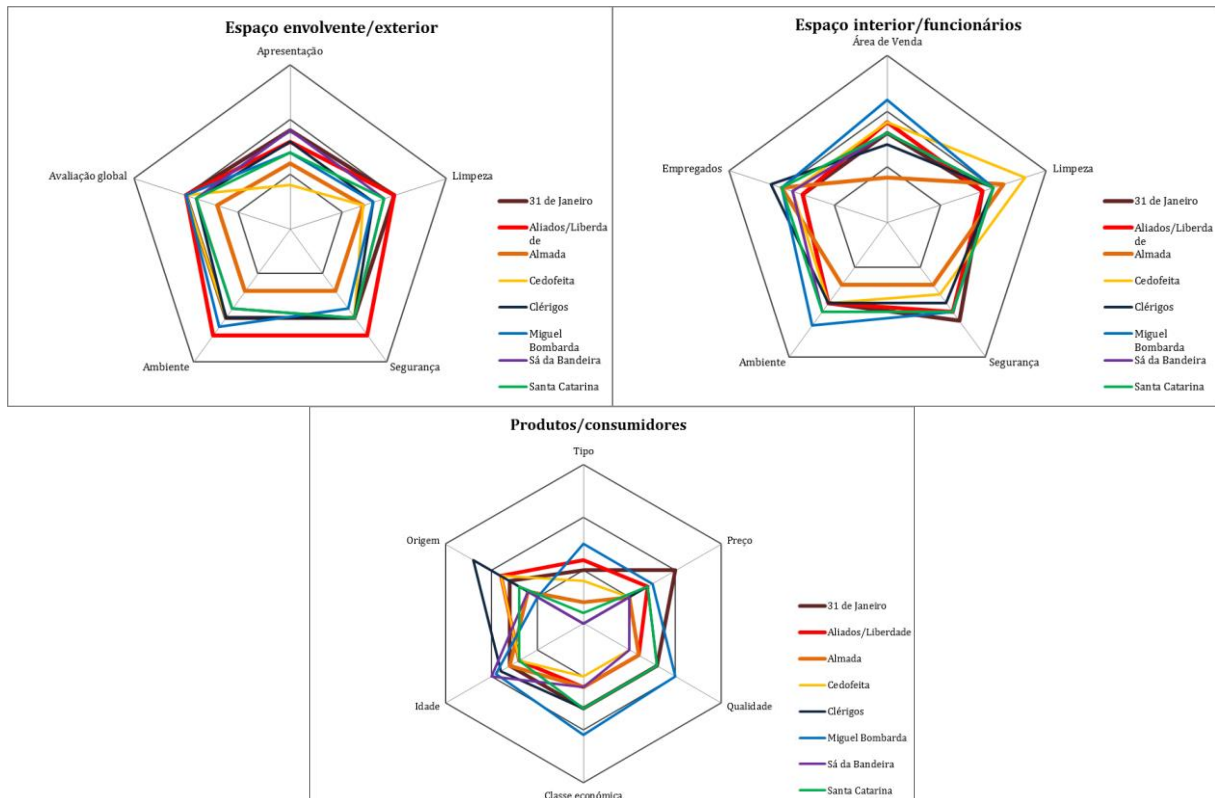 Espaço envolvente/exterior
Apresentação
Limpeza
Segurança
Ambiente
Avaliação global
31 de Janeiro
Aliados/Liberda
de
Almada
Cedofeita
Clérigos
Miguel
Bombarda
Sá da Bandeira
Santa Catarina
Espaço interior/funcionários
Área de Venda
Limpeza
Segurança
Ambiente
Empregados
31 de Janeiro
Aliados/Liberda
de
Almada
Cedofeita
Clérigos
Miguel
Bombarda
Sá da Bandeira
Santa Catarina
Produtos/consumidores
Tipo
Preço
Qualidade
Classe económica
Idade
Origem
31 de Janeiro
Aliados/Liberdade
Almada
Cedofeita
Clérigos
Miguel Bombarda
Sá da Bandeira
Santa Catarina